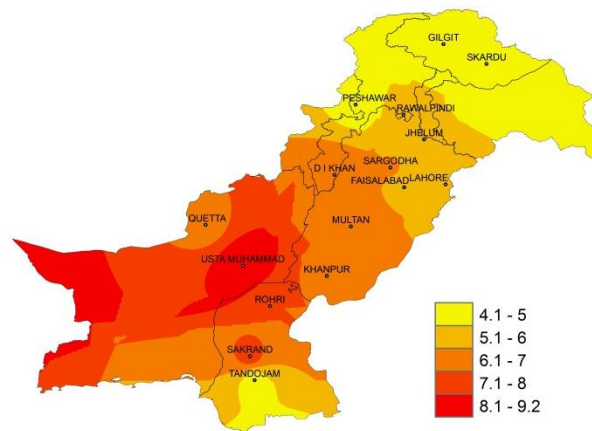 GILGIT
SKARDU
PESHAWAR
RAWALPINDI
JHELUM
SARGODHA
D I KHAN
FAISALABAD
LAHORE
QUETTA
MULTAN
USTA MUHAMMAD
KHANPUR
ROHRI
SAKRAND
TANDOJAM
4.1 - 5
5.1 - 6
6.1 - 7
7.1 - 8
8.1 - 9.2